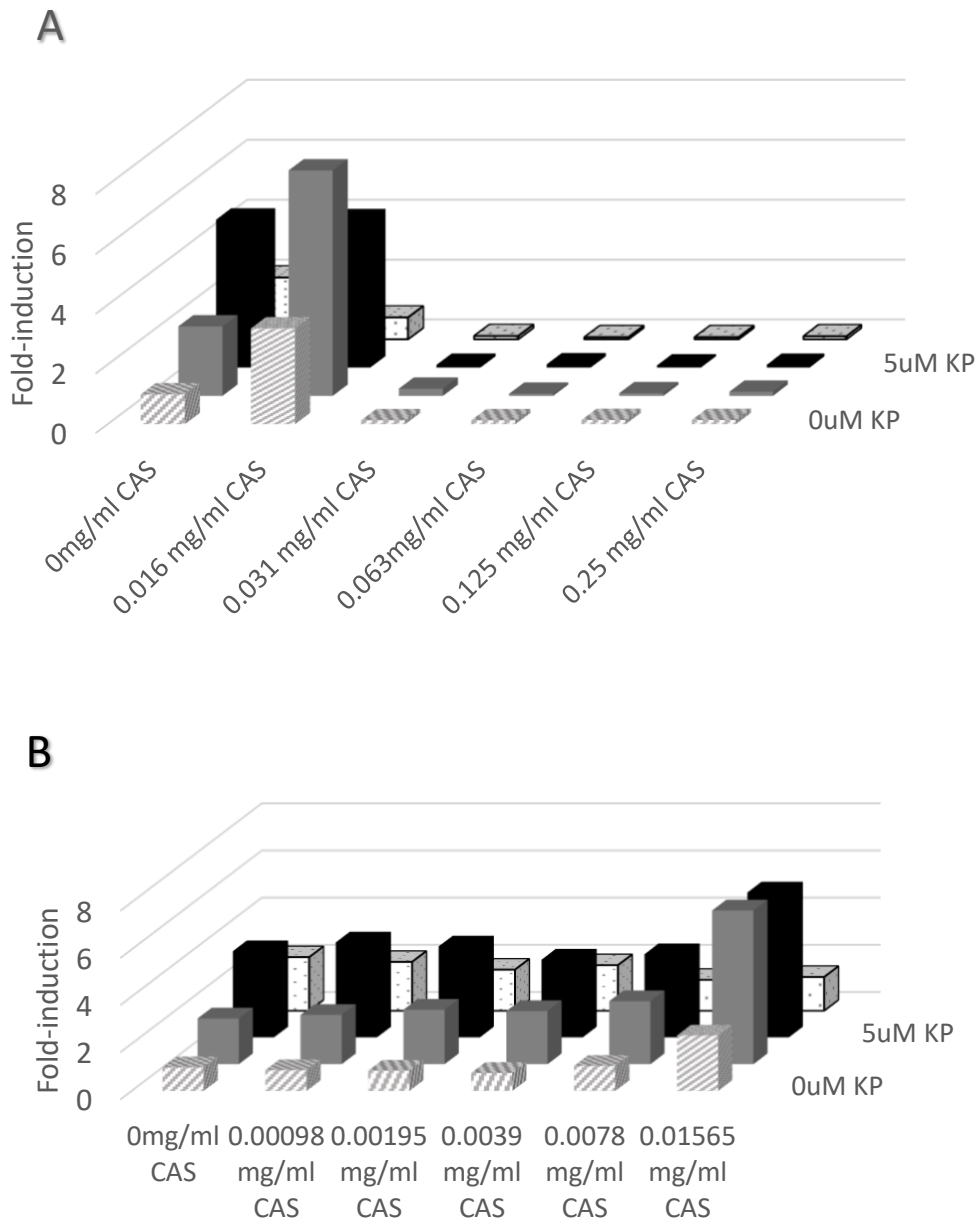 A
8
6
4
2
0
Fold-induction
5uM KP
0uM KP
0mg/ml CAS
0.016 mg/ml CAS
0.031 mg/ml CAS
0.063mg/ml CAS
0.125 mg/ml CAS
0.25 mg/ml CAS
B
8
6
4
2
0
Fold-induction
5uM KP
0uM KP
0mg/ml
CAS
0.00098
mg/ml
CAS
0.00195
mg/ml
CAS
0.0039
mg/ml
CAS
0.0078
mg/ml
CAS
0.01565
mg/ml
CAS